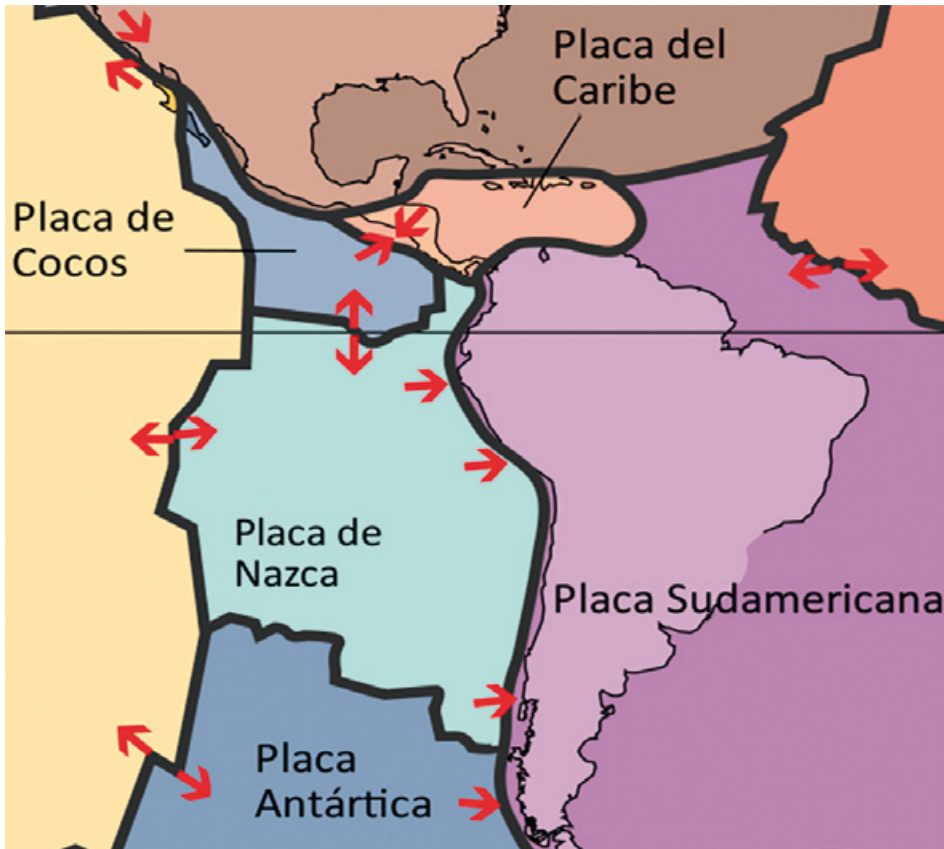 Placa del
Caribe
Placa de
Cocos
Placa de
Nazca
Placa Sudamericana
Placa
Antártica